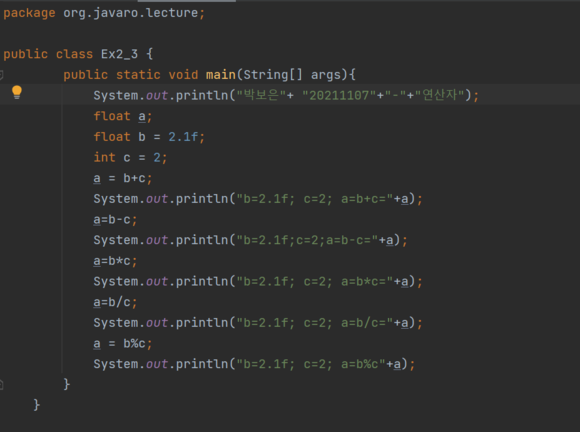 package org.javaro.lecture;
public class Ex2_3 {
public static void main(String[] args){
System.out.println("박보은"+ "20211107"+"-"+"연산자");
float a;
float b = 2.1f;
int c = 2;
a = b+c;
System.out.println("b=2.1f; c=2; a=b+c="+a);
a=b-c;
System.out.println("b=2.1f;c=2;a=b-c="+a);
a=b*c;
System.out.println("b=2.1f; c=2; a=b*c="+a);
a=b/c;
System.out.println("b=2.1f; c=2; a=b/c="+a);
a = b%c;
System.out.println("b=2.1f; c=2; a=b%c"+a);
}
}